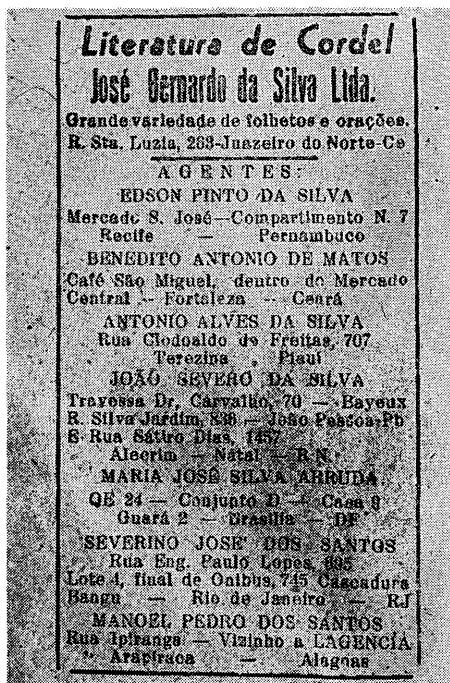 Literatura de Cordel
José Bernardo da Silva Ltda.
Grande variedade de folhetos e orações.
R. Sta. Luzia, 263-Juazeiro do Norte-Ce
AGENTES:
EDSON PINTO DA SILVA
Mercado S. José—Compartimento N. 7
Recife — Pernambuco
BENEDITO ANTONIO DE MATOS
Café São Miguel, dentro do Mercado
Central -- Fortaleza -- Ceará
ANTONIO ALVES DA SILVA
Rua Clodoaldo de Freitas, 707
Terezina , Piauí
JOÃO SEVERO DA SILVA
Travessa Dr. Carvalho, 70 — Bayeux
R. Silva Jardim, — João Pessoa-Pb
E Rua Sátiro Dias, 1457
Alecrim — Natal — RN
MARIA JOSÉ SILVA ARRUDA
QE 24 — Conjunto D — Casa 9
Guará 2 — Brasília — DF
SEVERINO JOSE' DOS SANTOS
Rua Eng. Paulo Lopes,
Lote 4, final de Onibus, 745 Cascadura
Bangu — Rio de Janeiro — RJ
MANOEL PEDRO DOS SANTOS
Rua Ipiranga — Vizinho a LAGENCIA
Arapiraca — Alagoas